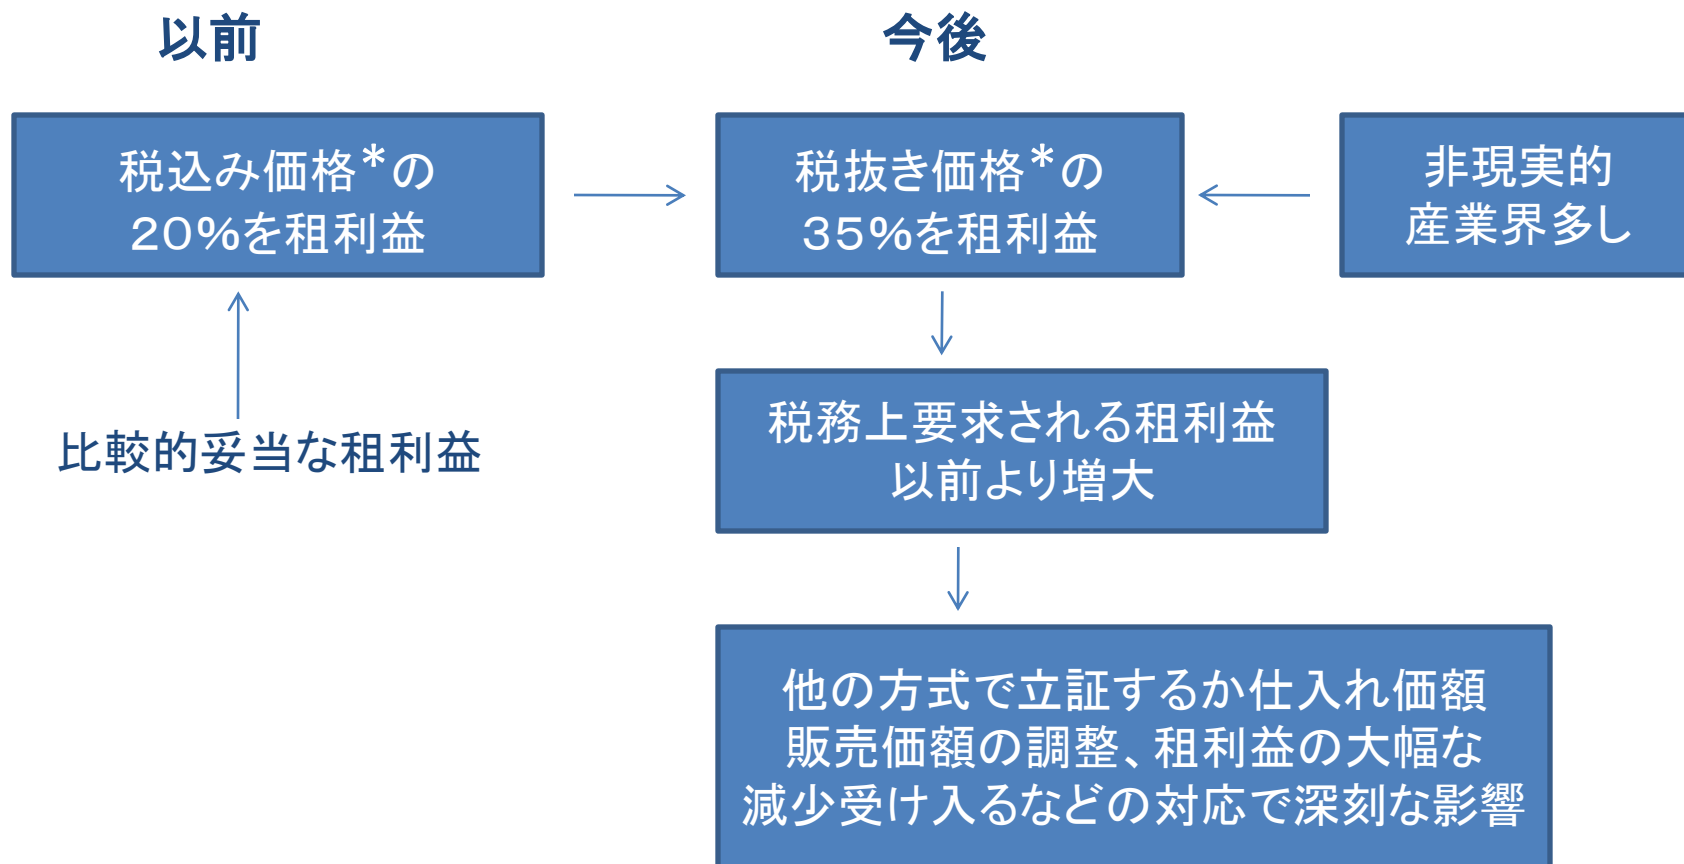 以前
今後
税込み価格*の
20%を租利益
税抜き価格*の
35%を租利益
非現実的
産業界多し
比較的妥当な租利益
税務上要求される租利益
以前より増大
他の方式で立証するか仕入れ価額
販売価額の調整、租利益の大幅な
減少受け入るなどの対応で深刻な影響